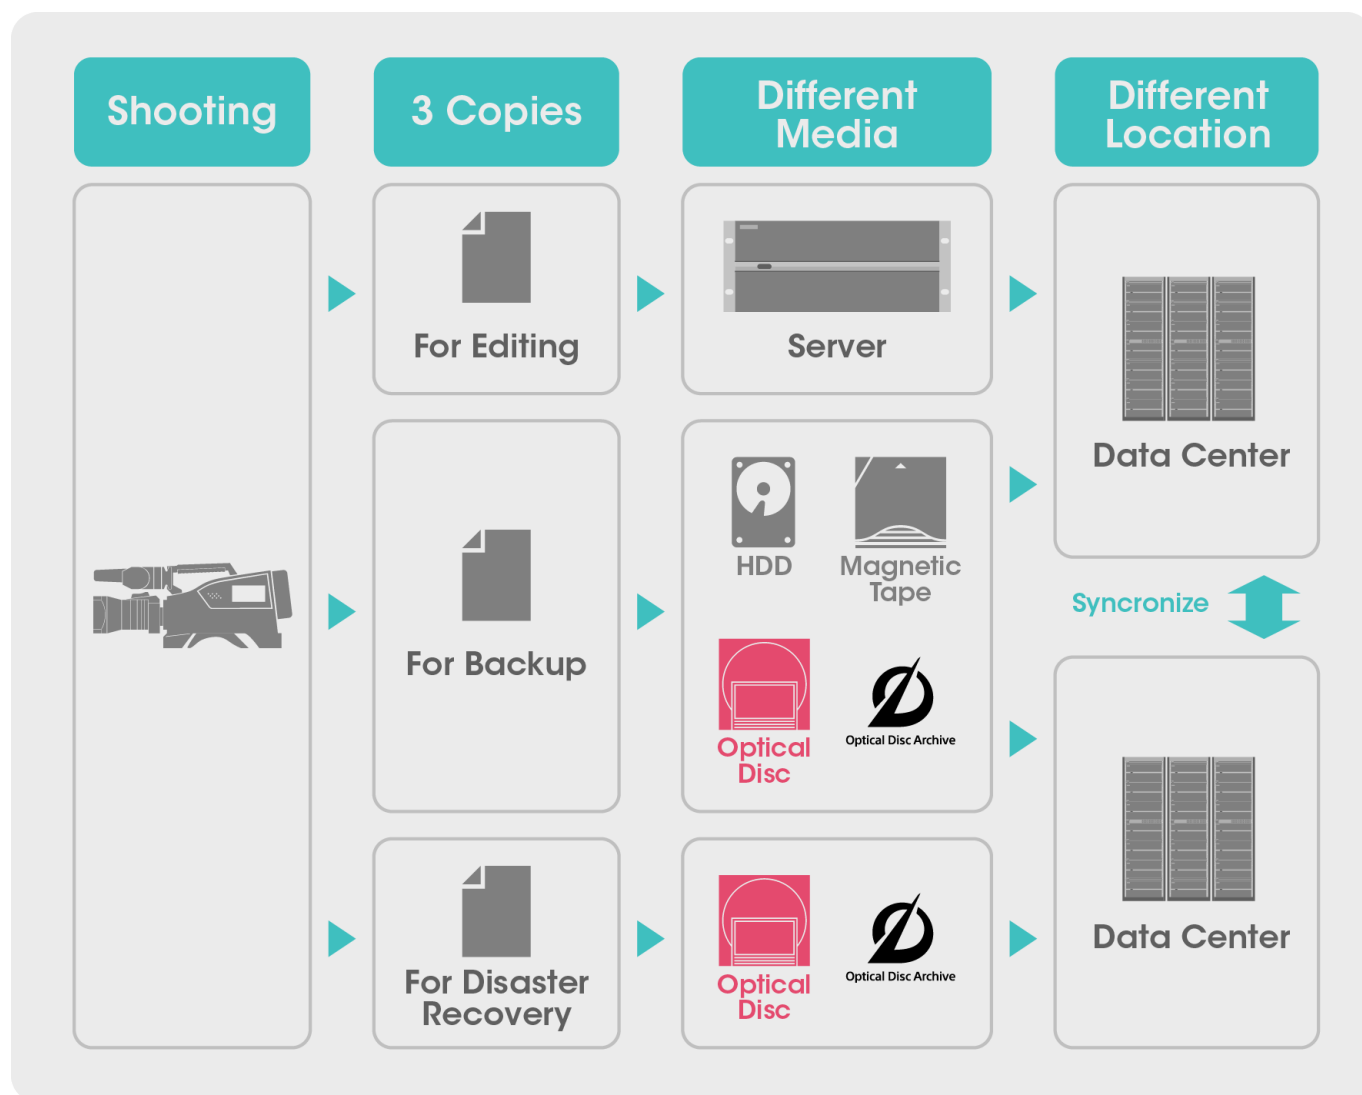 Shooting
3 Copies
Different
Media
Different
Location
For Editing
Server
Data Center
For Backup
HDD
Magnetic
Tape
Optical
Disc
Optical Disc Archive
Syncronize
For Disaster
Recovery
Optical
Disc
Optical Disc Archive
Data Center